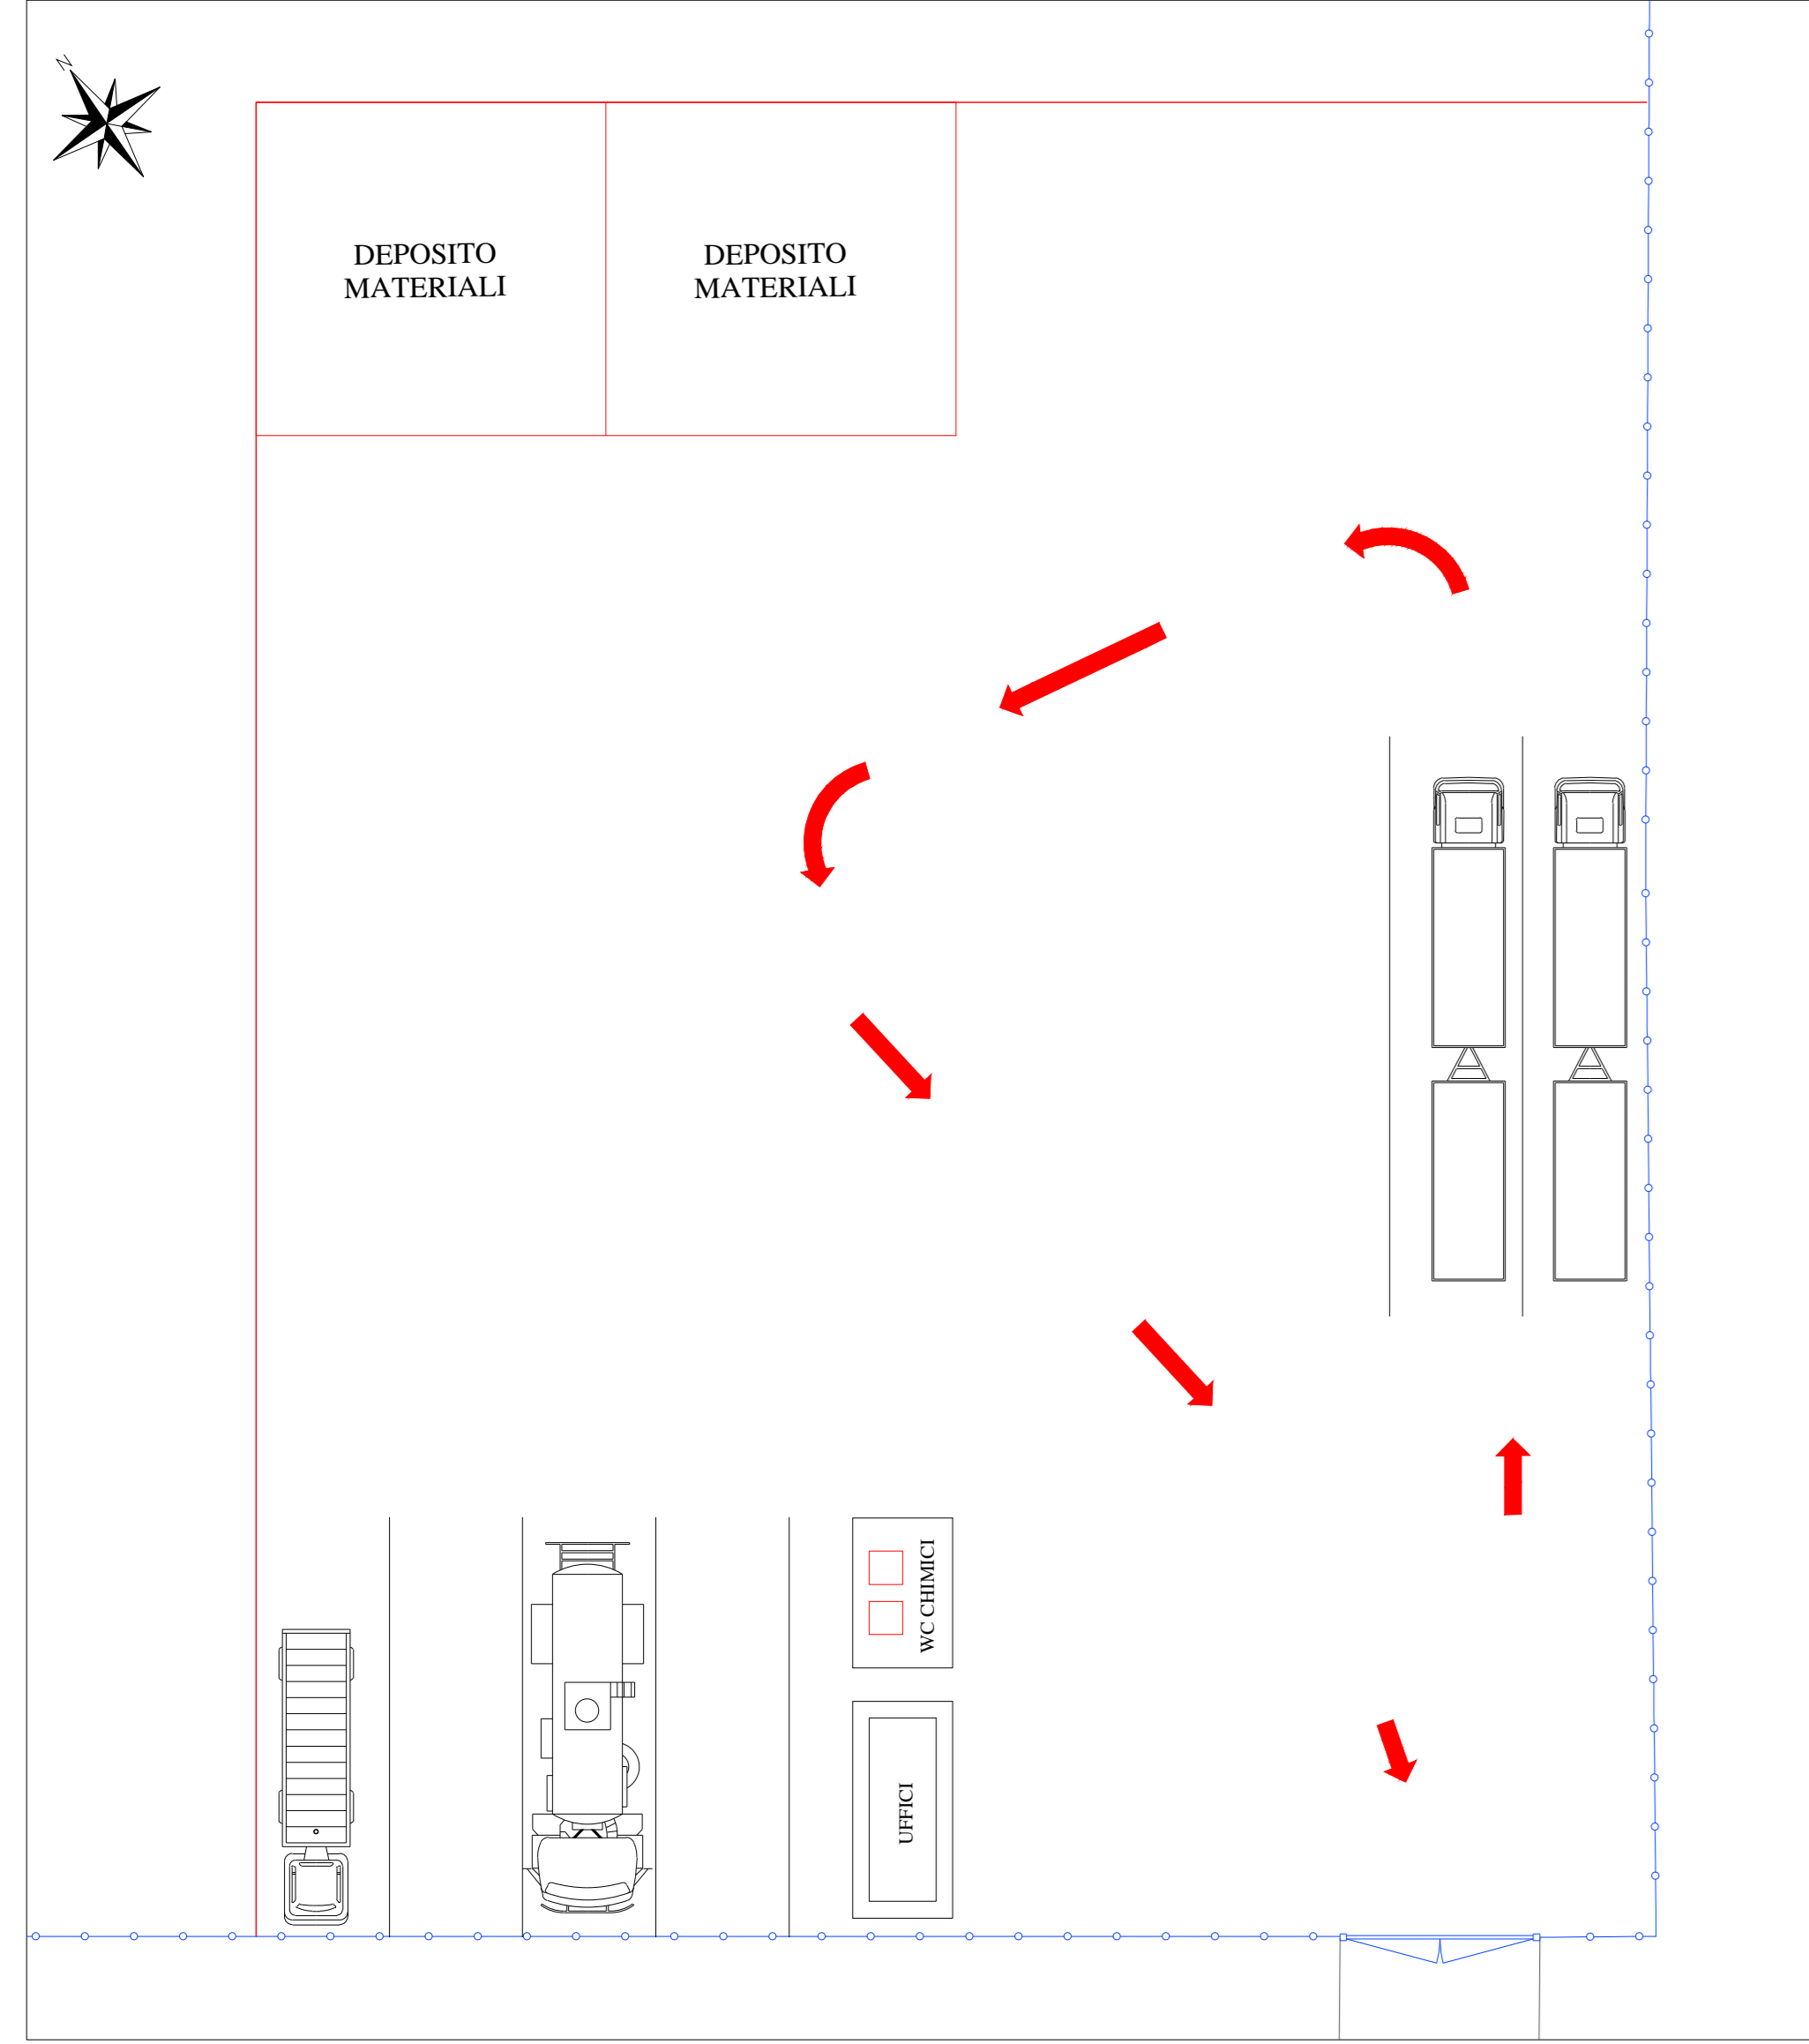 N
DEPOSITO
MATERIALI
DEPOSITO
MATERIALI
WC CHIMICI
UFFICI